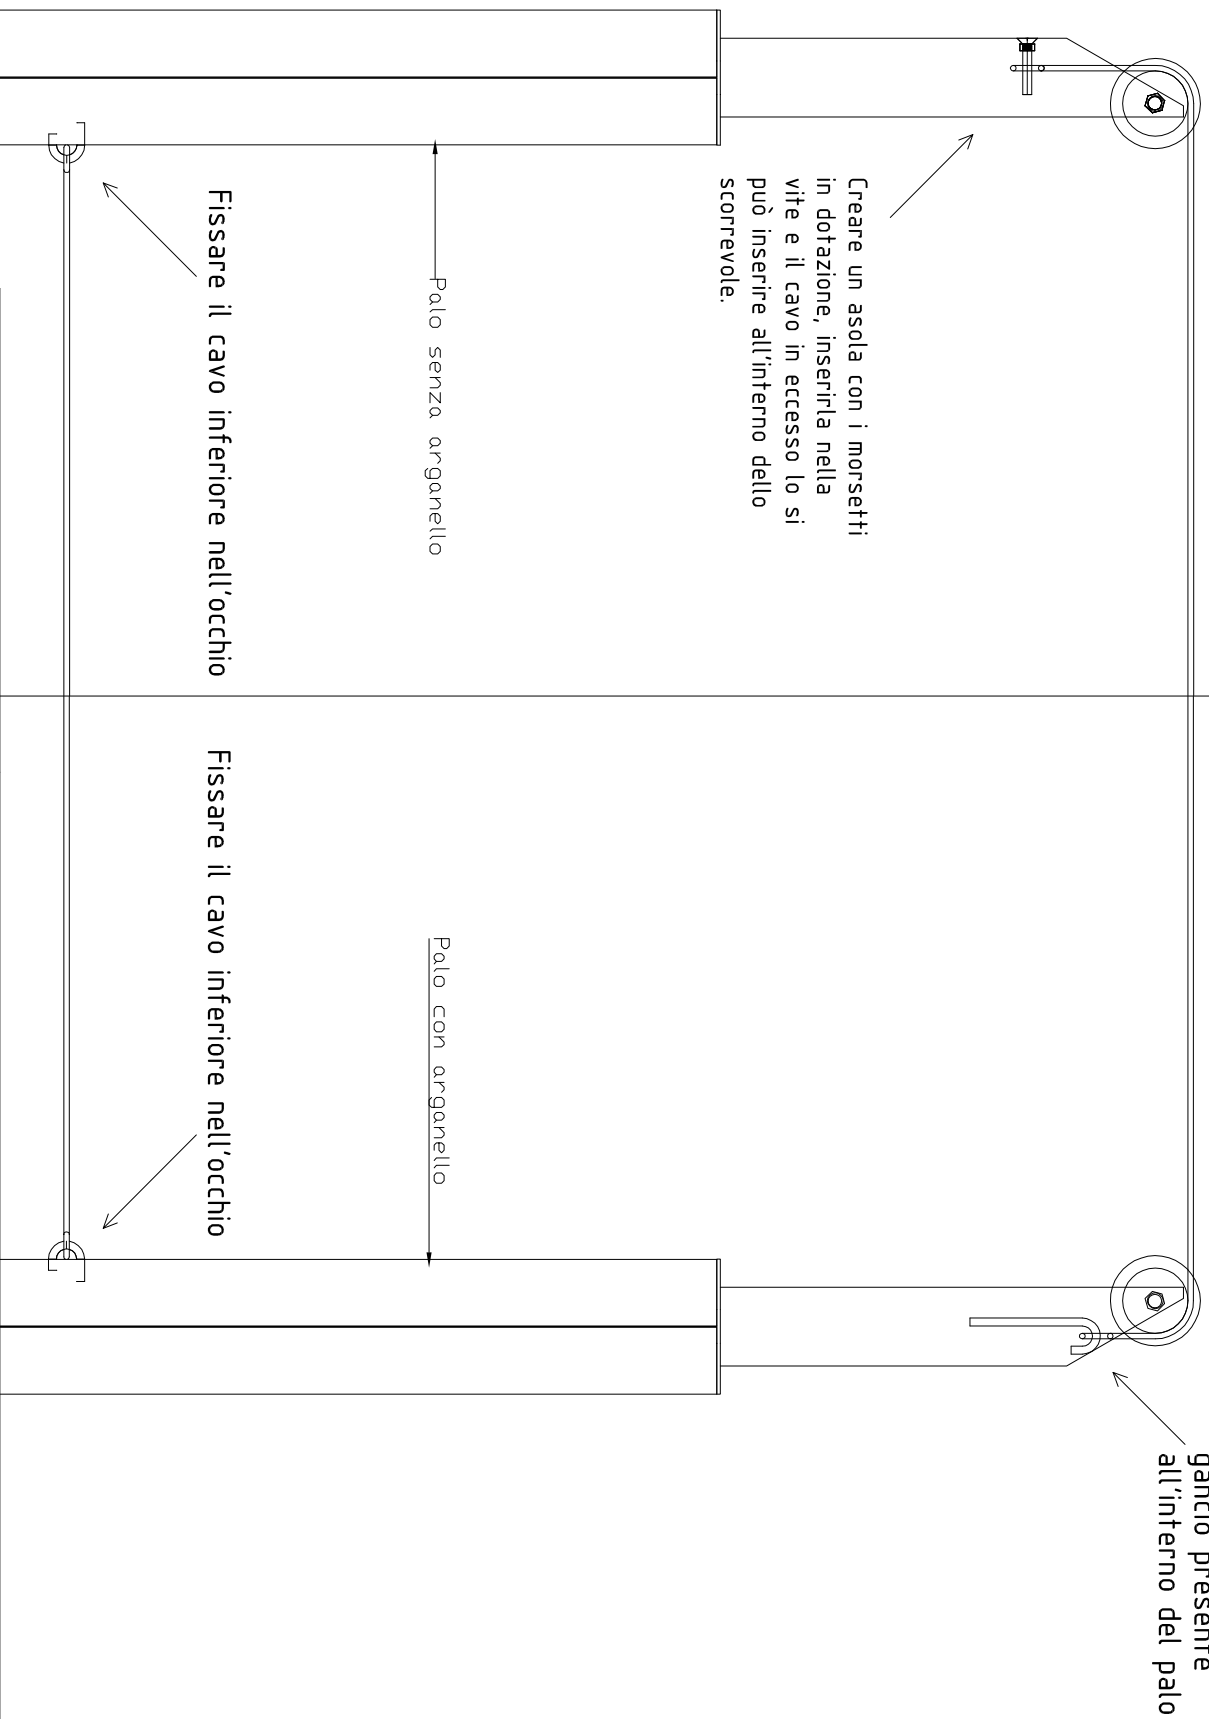 gancio presente
all'interno del palo
Creare un asola con i morsetti
in dotazione, inserirla nella
vite e il cavo in eccesso lo si
può inserire all'interno dello
scorrevole.
Palo senza arganello
Palo con arganello
Fissare il cavo inferiore nell'occhio
Fissare il cavo inferiore nell'occhio